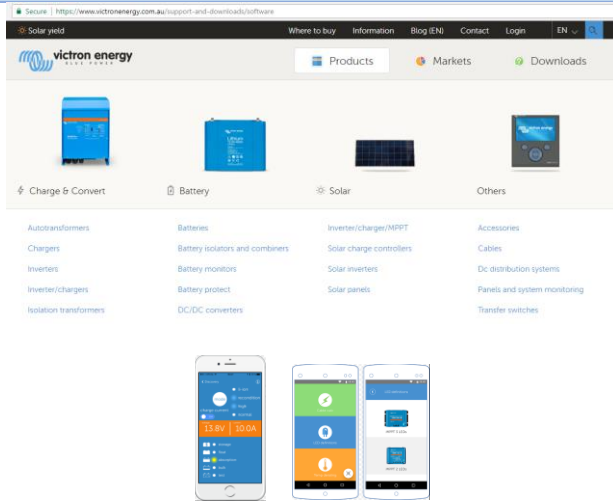 Secure | https://www.victronenergy.com.au/support-and-downloads/software
Solar yield Where to buy Information Blog (EN) Contact Login EN
victron energy
BLUE POWER
Products Markets Downloads
Charge & Convert Battery Solar Others
Autotransformers Batteries Inverter/charger/MPPT Accessories
Chargers Battery isolators and combiners Solar charge controllers Cables
Inverters Battery monitors Solar inverters Dc distribution systems
Inverter/chargers Battery protect Solar panels Panels and system monitoring
Isolation transformers DC/DC converters Transfer switches
13.8V 10.0A